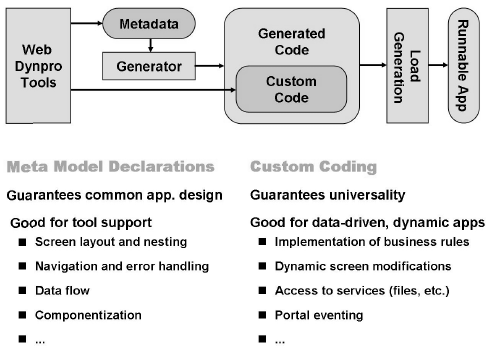 Web
Dynpro
Tools
Metadata
Generator
Generated
Code
Custom
Code
Load
Generation
Runnable App
Meta Model Declarations
Guarantees common app. design
Good for tool support
■ Screen layout and nesting
■ Navigation and error handling
■ Data flow
■ Componentization
■ ...
Custom Coding
Guarantees universality
Good for data-driven, dynamic apps
■ Implementation of business rules
■ Dynamic screen modifications
■ Access to services (files, etc.)
■ Portal eventing
■ ...